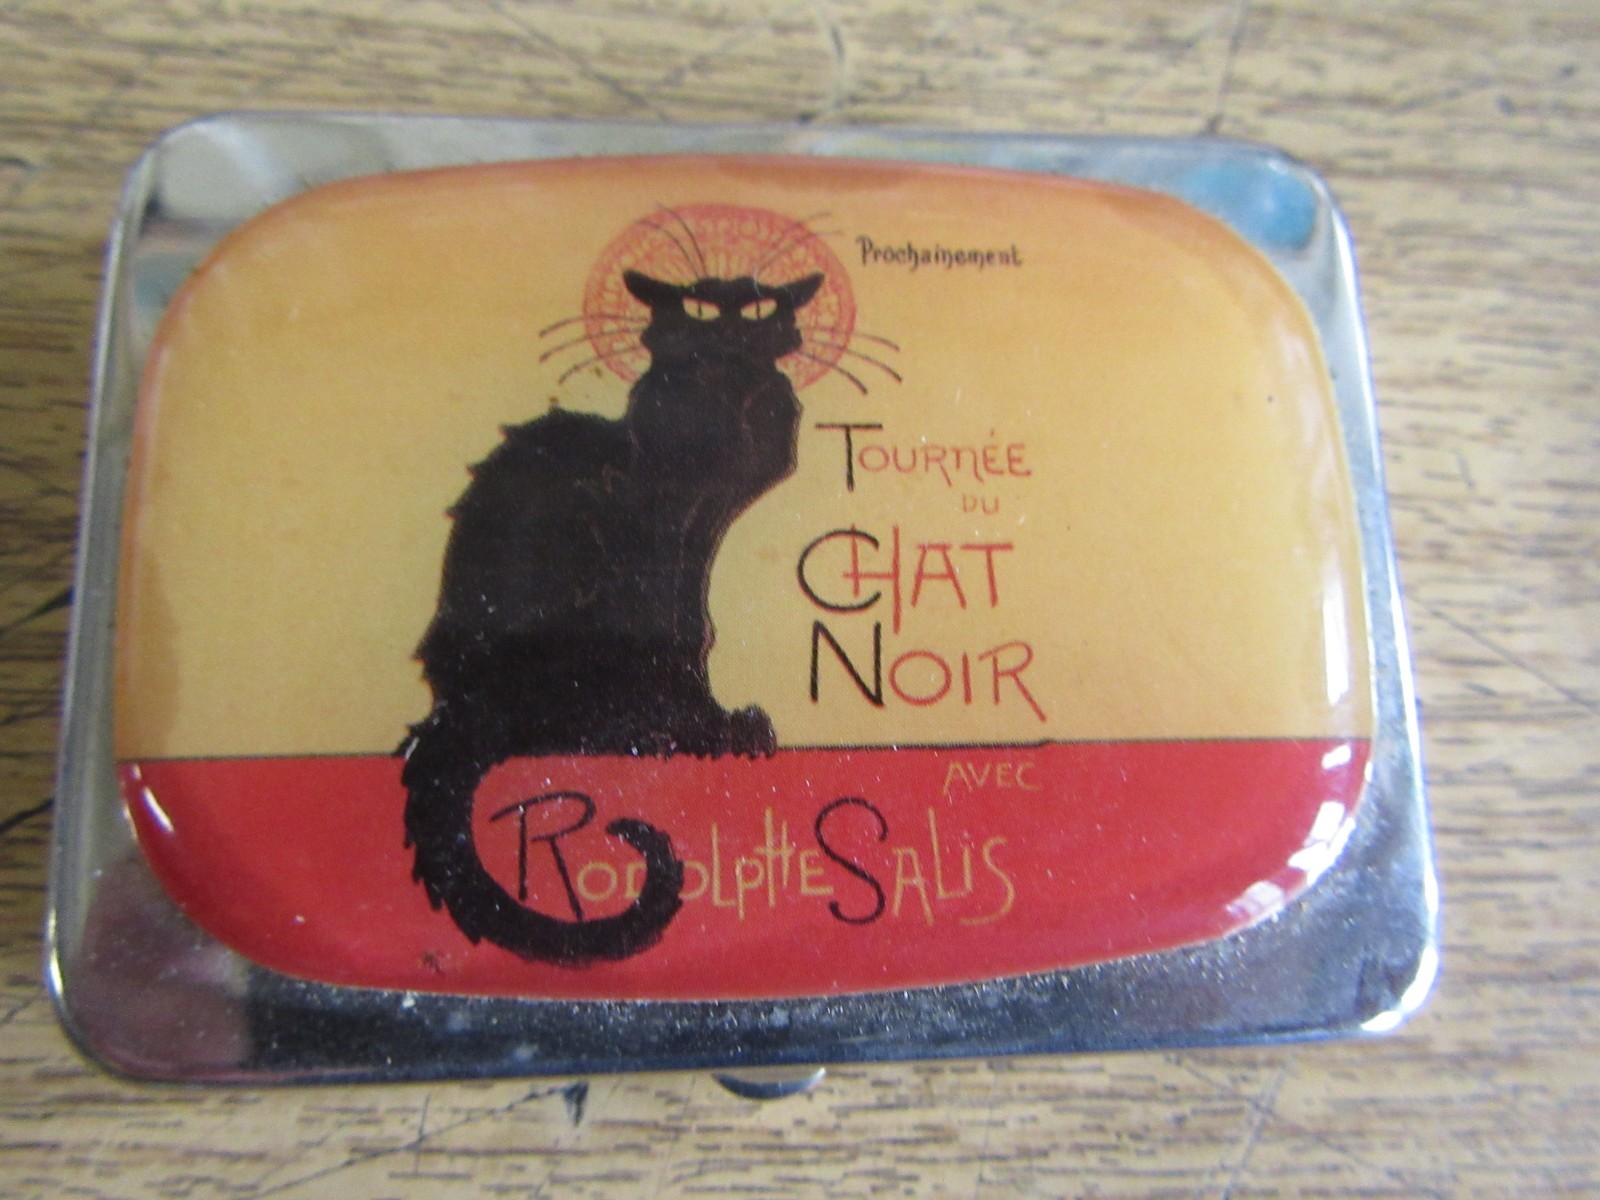 Prochainement
TOURNÉE
DU
CHAT
NOIR
AVEC
RODOLPHE SALIS